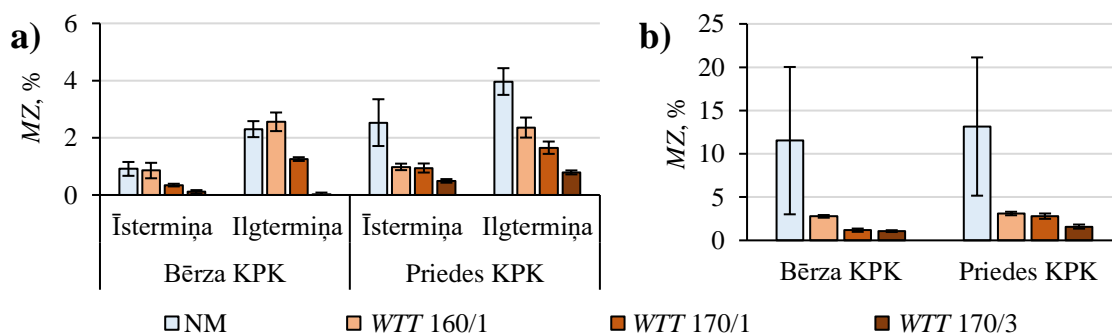 a)
MZ, %
6
4
2
0
Īstermiņa Ilgtermiņa Īstermiņa Ilgtermiņa
Bērza KPK Priedes KPK
b)
MZ, %
25
20
15
10
5
0
Bērza KPK Priedes KPK
NM WTT 160/1 WTT 170/1 WTT 170/3